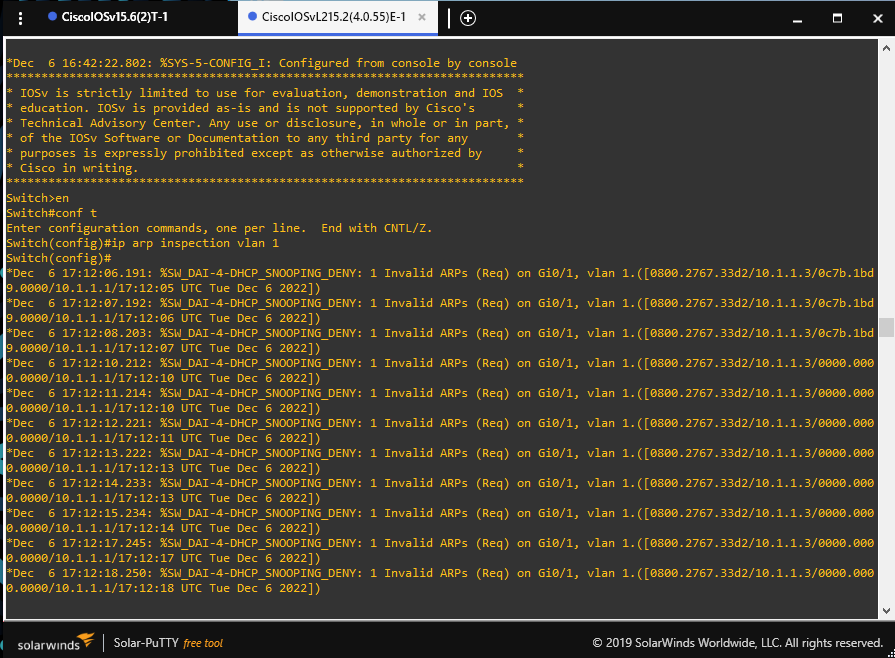 CiscoIOSv15.6(2)T-1
CiscoIOSvL215.2(4.0.55)E-1
*Dec  6 16:42:22.802: %SYS-5-CONFIG_I: Configured from console by console
**************************************************************************
* IOSv is strictly limited to use for evaluation, demonstration and IOS  *
* education. IOSv is provided as-is and is not supported by Cisco's      *
* Technical Advisory Center. Any use or disclosure, in whole or in part, *
* of the IOSv Software or Documentation to any third party for any       *
* purposes is expressly prohibited except as otherwise authorized by     *
* Cisco in writing.                                                      *
**************************************************************************
Switch>en
Switch#conf t
Enter configuration commands, one per line.  End with CNTL/Z.
Switch(config)#ip arp inspection vlan 1
Switch(config)#
*Dec  6 17:12:06.191: %SW_DAI-4-DHCP_SNOOPING_DENY: 1 Invalid ARPs (Req) on Gi0/1, vlan 1.([0800.2767.33d2/10.1.1.3/0c7b.1bd
9.0000/10.1.1.1/17:12:05 UTC Tue Dec 6 2022])
*Dec  6 17:12:07.192: %SW_DAI-4-DHCP_SNOOPING_DENY: 1 Invalid ARPs (Req) on Gi0/1, vlan 1.([0800.2767.33d2/10.1.1.3/0c7b.1bd
9.0000/10.1.1.1/17:12:06 UTC Tue Dec 6 2022])
*Dec  6 17:12:08.203: %SW_DAI-4-DHCP_SNOOPING_DENY: 1 Invalid ARPs (Req) on Gi0/1, vlan 1.([0800.2767.33d2/10.1.1.3/0c7b.1bd
9.0000/10.1.1.1/17:12:07 UTC Tue Dec 6 2022])
*Dec  6 17:12:10.212: %SW_DAI-4-DHCP_SNOOPING_DENY: 1 Invalid ARPs (Req) on Gi0/1, vlan 1.([0800.2767.33d2/10.1.1.3/0000.000
0.0000/10.1.1.1/17:12:10 UTC Tue Dec 6 2022])
*Dec  6 17:12:11.214: %SW_DAI-4-DHCP_SNOOPING_DENY: 1 Invalid ARPs (Req) on Gi0/1, vlan 1.([0800.2767.33d2/10.1.1.3/0000.000
0.0000/10.1.1.1/17:12:10 UTC Tue Dec 6 2022])
*Dec  6 17:12:12.221: %SW_DAI-4-DHCP_SNOOPING_DENY: 1 Invalid ARPs (Req) on Gi0/1, vlan 1.([0800.2767.33d2/10.1.1.3/0000.000
0.0000/10.1.1.1/17:12:11 UTC Tue Dec 6 2022])
*Dec  6 17:12:13.222: %SW_DAI-4-DHCP_SNOOPING_DENY: 1 Invalid ARPs (Req) on Gi0/1, vlan 1.([0800.2767.33d2/10.1.1.3/0000.000
0.0000/10.1.1.1/17:12:13 UTC Tue Dec 6 2022])
*Dec  6 17:12:14.233: %SW_DAI-4-DHCP_SNOOPING_DENY: 1 Invalid ARPs (Req) on Gi0/1, vlan 1.([0800.2767.33d2/10.1.1.3/0000.000
0.0000/10.1.1.1/17:12:13 UTC Tue Dec 6 2022])
*Dec  6 17:12:15.234: %SW_DAI-4-DHCP_SNOOPING_DENY: 1 Invalid ARPs (Req) on Gi0/1, vlan 1.([0800.2767.33d2/10.1.1.3/0000.000
0.0000/10.1.1.1/17:12:14 UTC Tue Dec 6 2022])
*Dec  6 17:12:17.245: %SW_DAI-4-DHCP_SNOOPING_DENY: 1 Invalid ARPs (Req) on Gi0/1, vlan 1.([0800.2767.33d2/10.1.1.3/0000.000
0.0000/10.1.1.1/17:12:17 UTC Tue Dec 6 2022])
*Dec  6 17:12:18.250: %SW_DAI-4-DHCP_SNOOPING_DENY: 1 Invalid ARPs (Req) on Gi0/1, vlan 1.([0800.2767.33d2/10.1.1.3/0000.000
0.0000/10.1.1.1/17:12:18 UTC Tue Dec 6 2022])
solarwinds
Solar-PuTTY free tool
© 2019 SolarWinds Worldwide, LLC. All rights reserved.